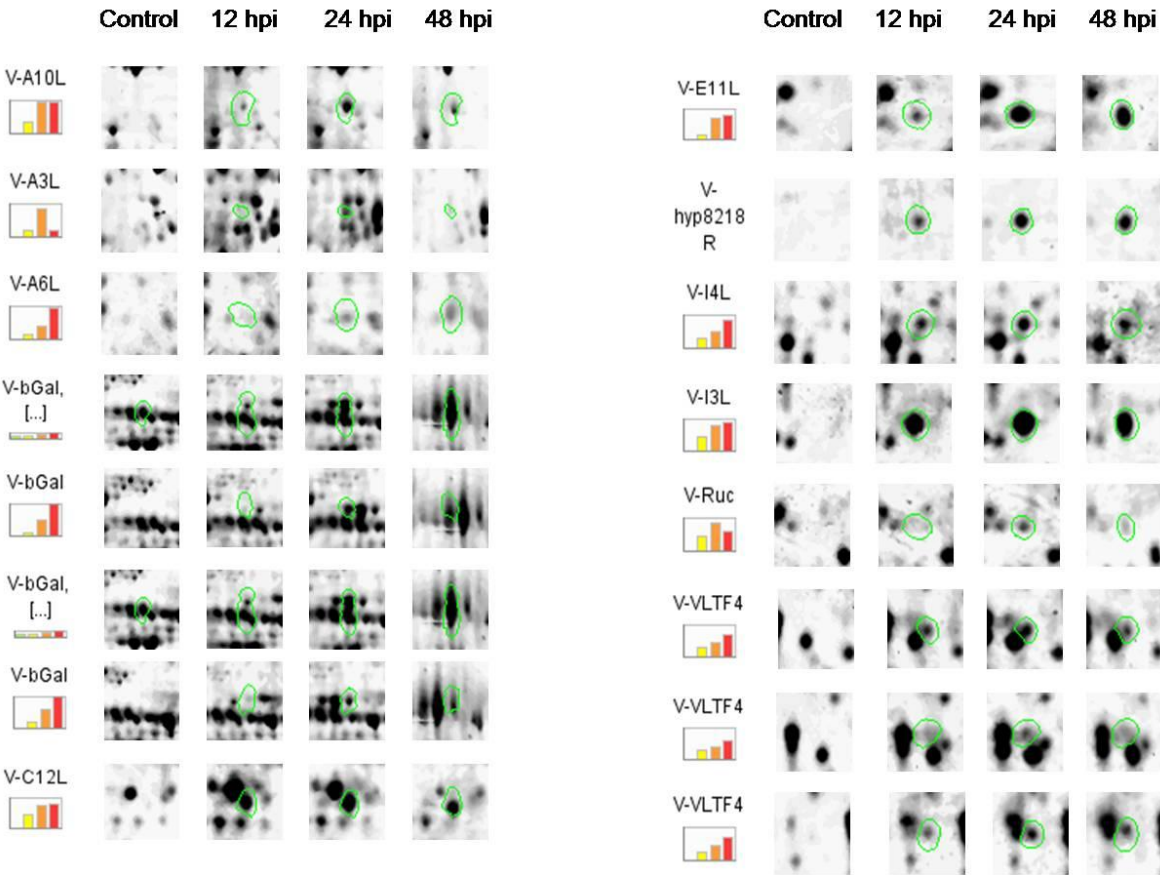 Control 12 hpi 24 hpi 48 hpi
V-A10L
V-A3L
V-A6L
V-bGal,
[...]
V-bGal
V-bGal,
[...]
V-bGal
V-C12L
Control 12 hpi 24 hpi 48 hpi
V-E11L
V-
hyp8218
R
V-I4L
V-I3L
V-Ruc
V-VLTF4
V-VLTF4
V-VLTF4